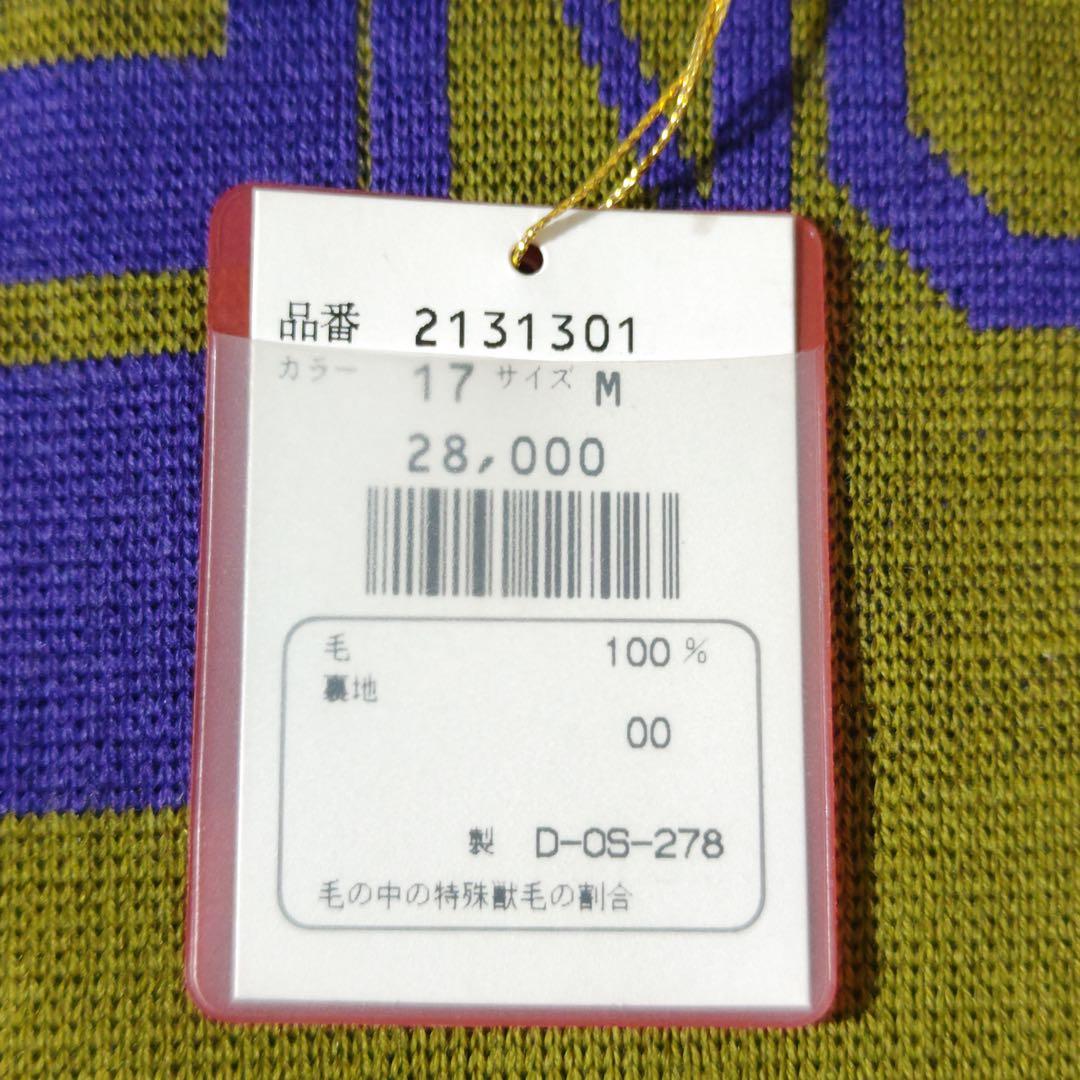 品番 2131301
カラー 17 サイズ M
28,000
毛 100%
裏地
00
製 D-OS-278
毛の中の特殊獣毛の割合